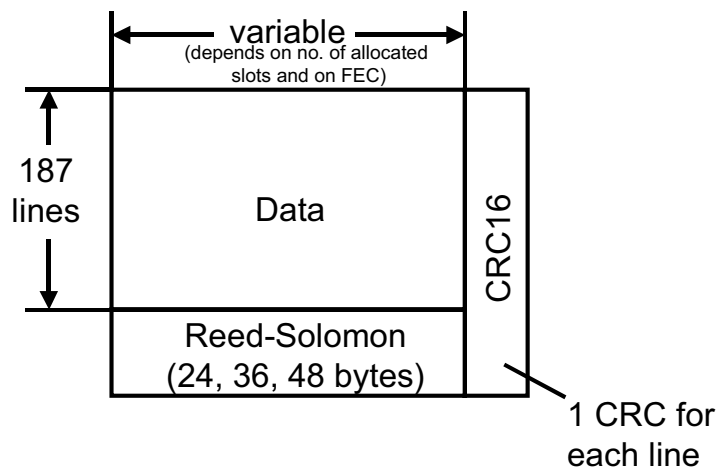 variable
(depends on no. of allocated
slots and on FEC)
187
lines
Data
CRC16
Reed-Solomon
(24, 36, 48 bytes)
1 CRC for
each line